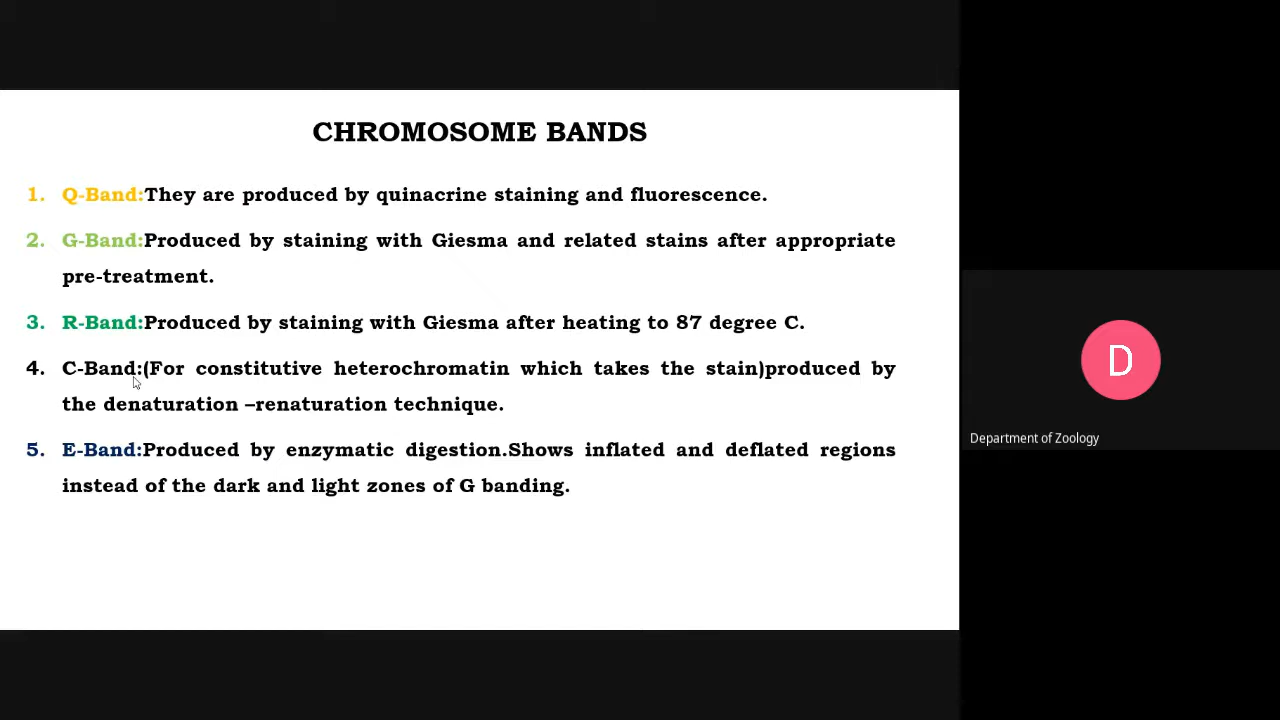 CHROMOSOME BANDS
1. Q-Band:They are produced by quinacrine staining and fluorescence.
2. G-Band:Produced by staining with Giesma and related stains after appropriate
pre-treatment.
3. R-Band:Produced by staining with Giesma after heating to 87 degree C.
4. C-Band:(For constitutive heterochromatin which takes the stain)produced by
the denaturation –renaturation technique.
5. E-Band:Produced by enzymatic digestion.Shows inflated and deflated regions
instead of the dark and light zones of G banding.
D
Department of Zoology